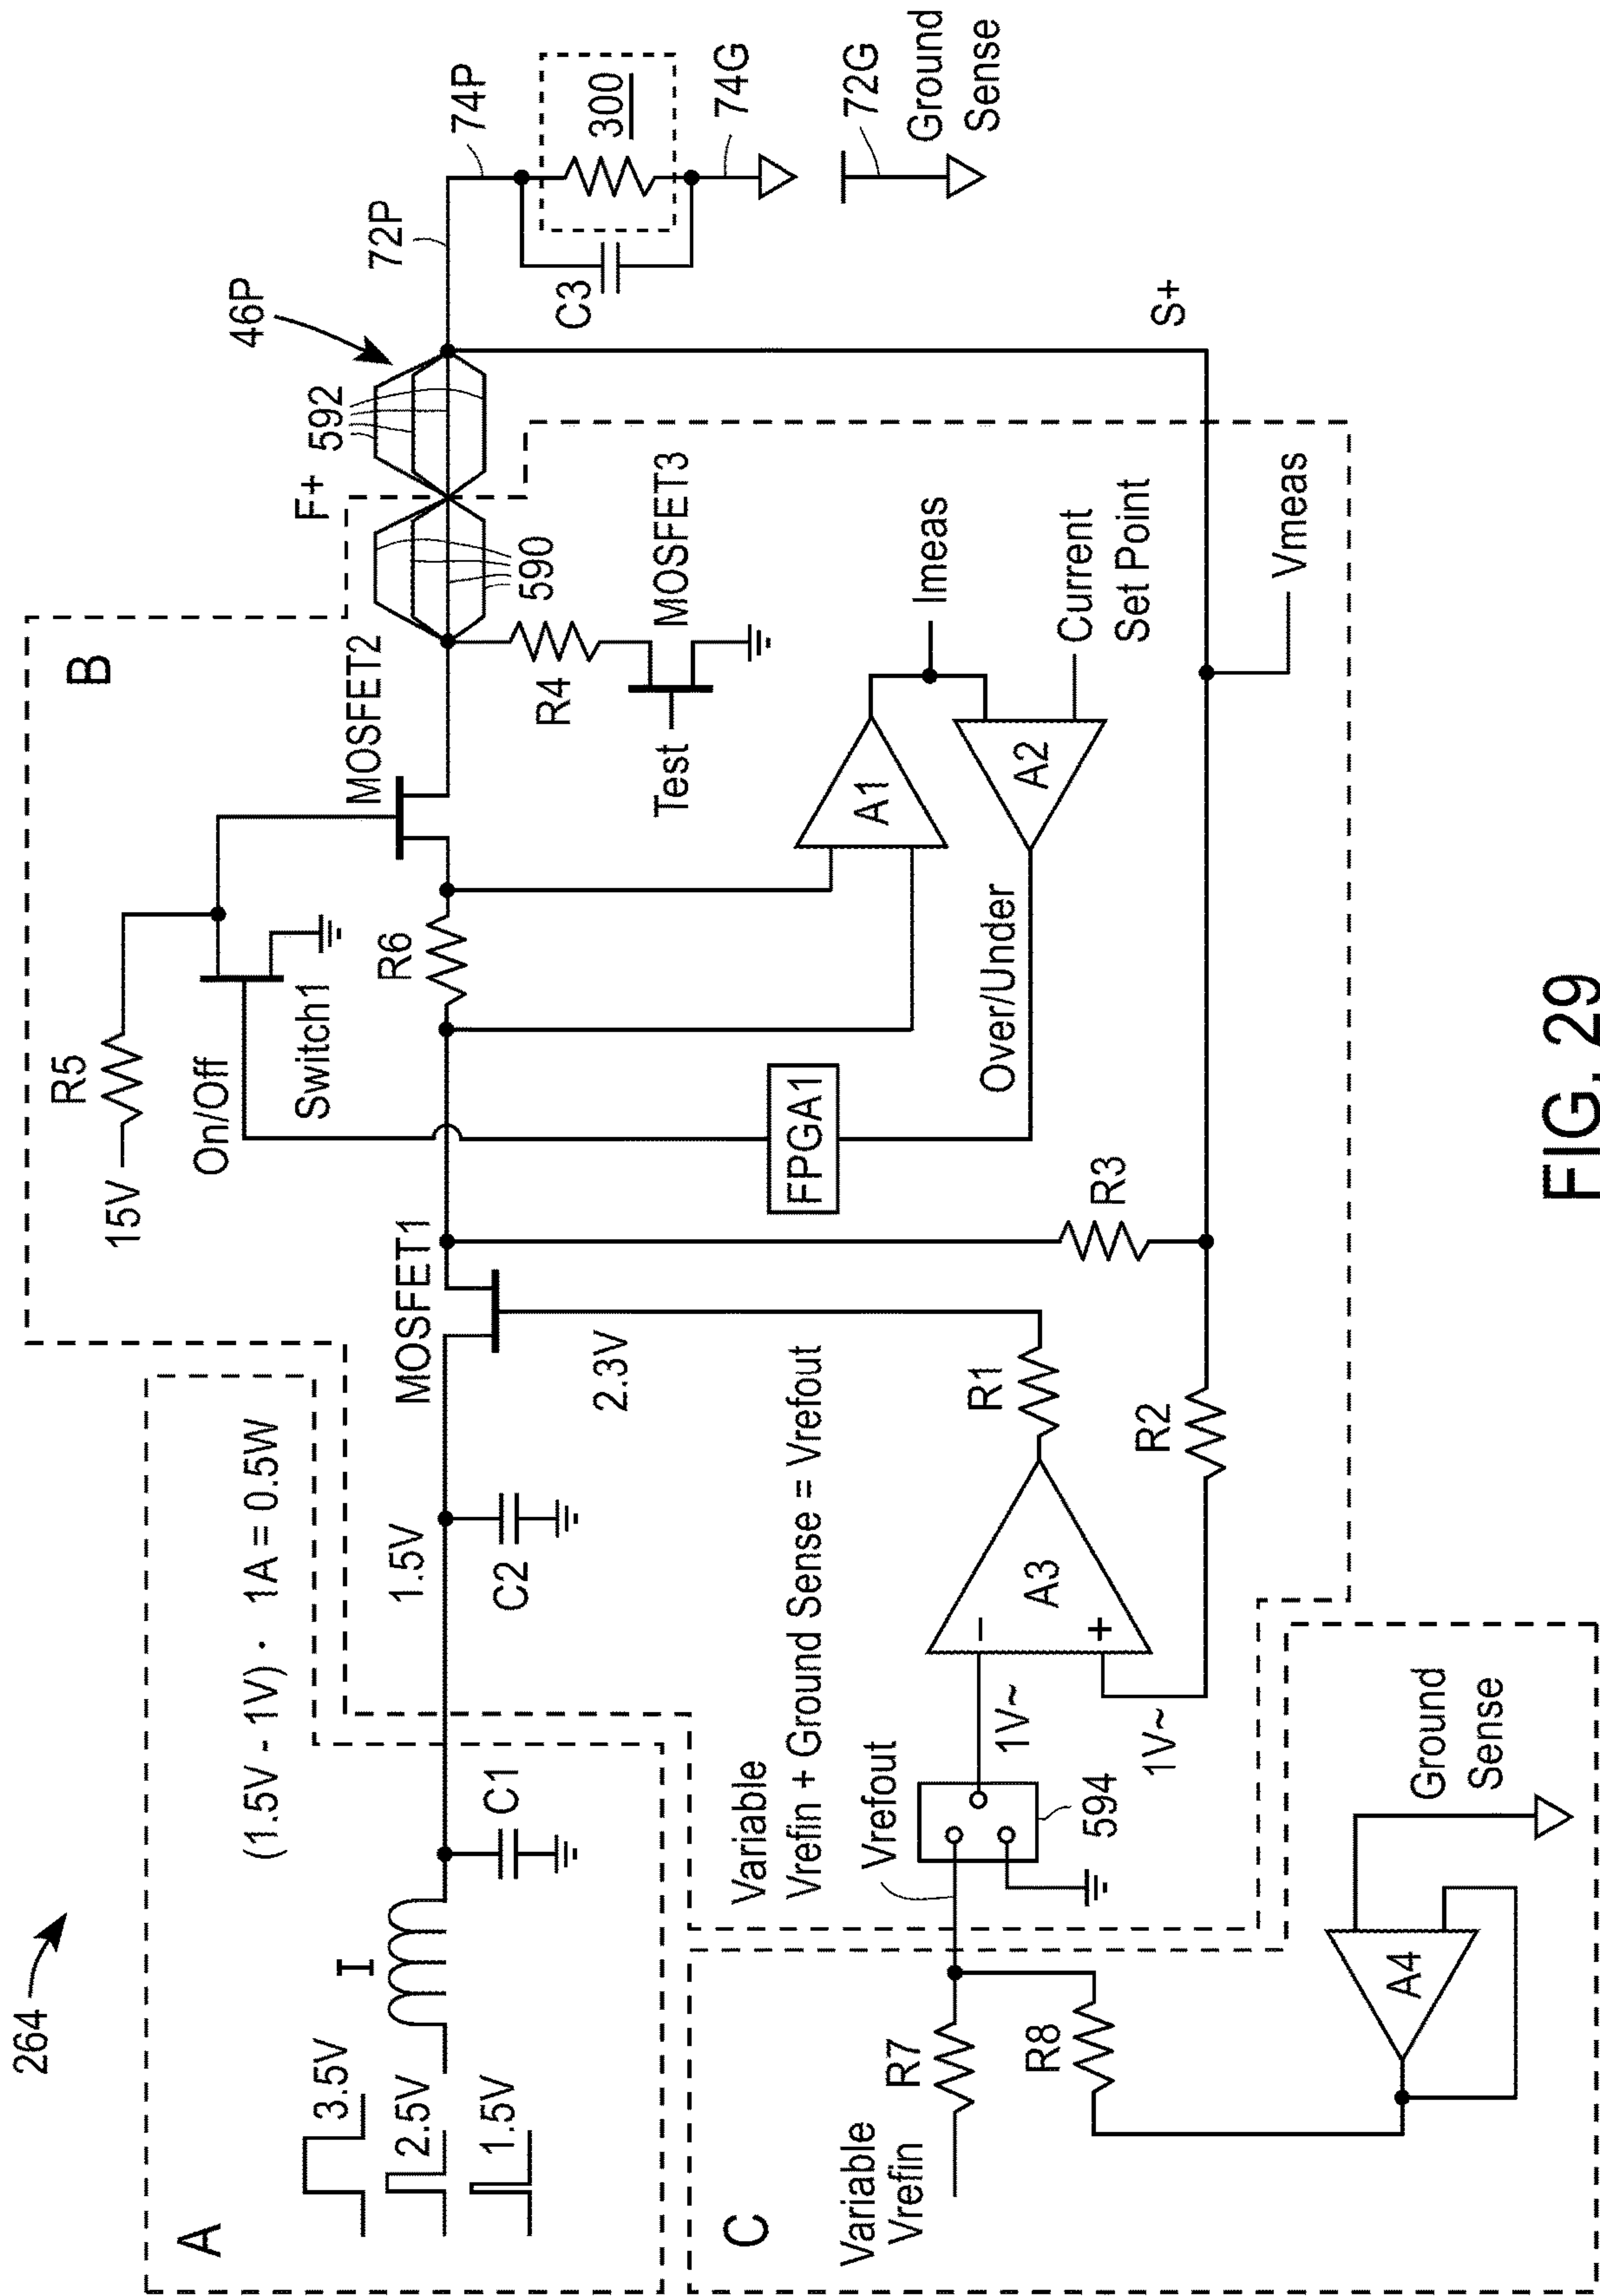 264
A
3.5V
2.5V
1.5V
I
C1
(1.5V - 1V) · 1A = 0.5W
1.5V
C2
MOSFET1
2.3V
B
15V
R5
On/Off
Switch1
R6
MOSFET2
F+
590
592
46P
72P
74P
300
C3
74G
72G
Ground
Sense
R4
MOSFET3
Test
A1
Imeas
A2
Current
Set Point
Over/Under
FPGA1
R3
S+
Vmeas
Variable
Vrefin + Ground Sense = Vrefout
Vrefout
594
1V~
1V~
A3
-
+
R1
R2
C
Variable
Vrefin
R7
R8
A4
Ground
Sense
FIG. 29